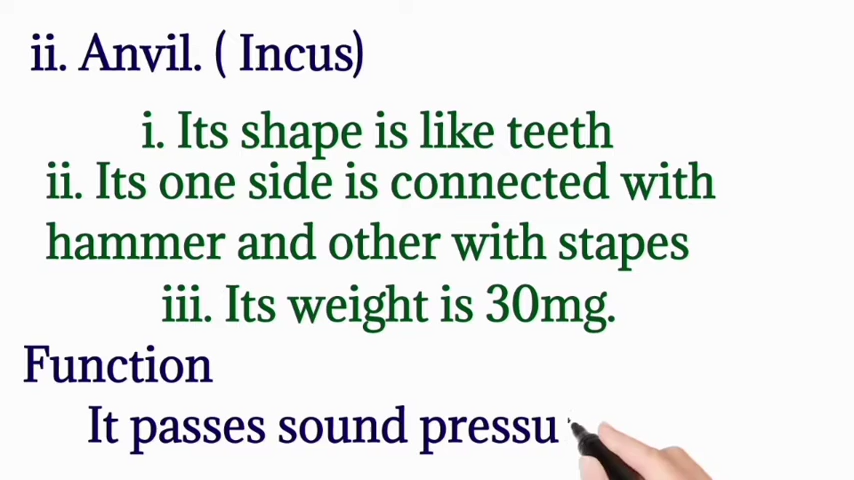 ii. Anvil. ( Incus)
i. Its shape is like teeth
ii. Its one side is connected with
hammer and other with stapes
iii. Its weight is 30mg.
Function
It passes sound pressu